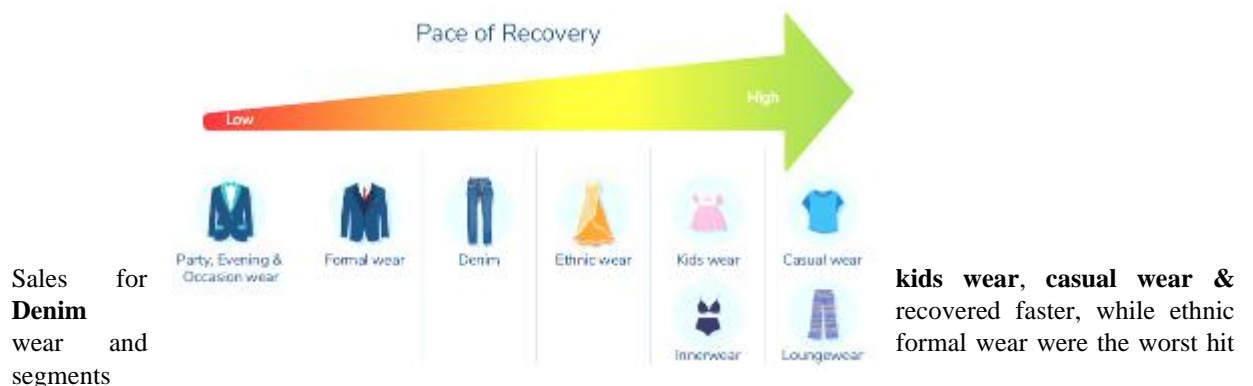 Pace of Recovery
Low
High
Party, Evening &
Occasion wear
Formal wear
Denim
Ethnic wear
Kids wear
Casual wear
Innerwear
Loungewear
Sales for kids wear, casual wear &
Denim recovered faster, while ethnic
wear and formal wear were the worst hit
segments